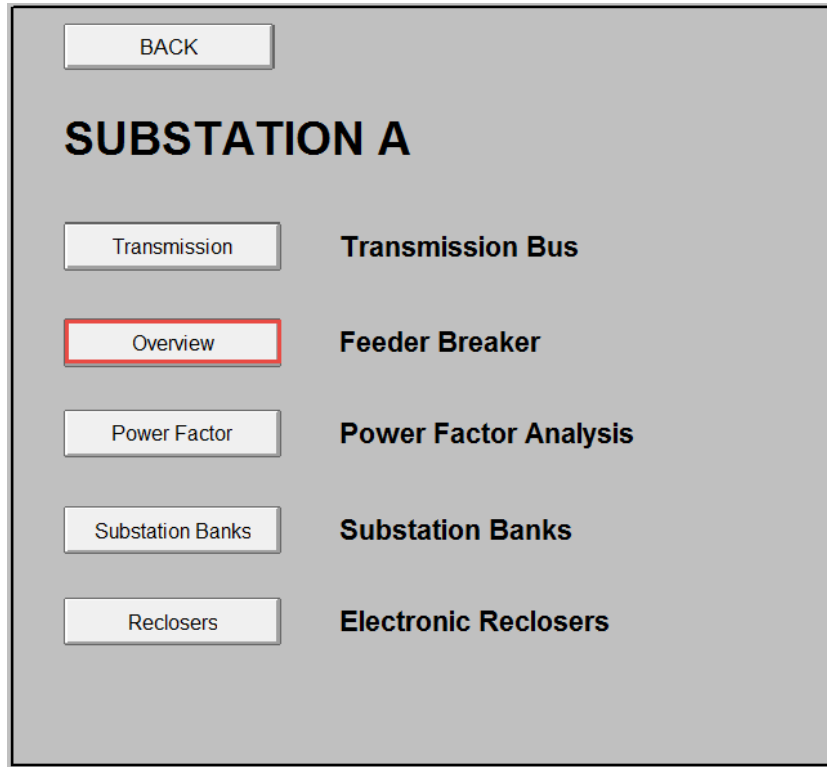 BACK
SUBSTATION A
Transmission Transmission Bus
Overview Feeder Breaker
Power Factor Power Factor Analysis
Substation Banks Substation Banks
Reclosers Electronic Reclosers